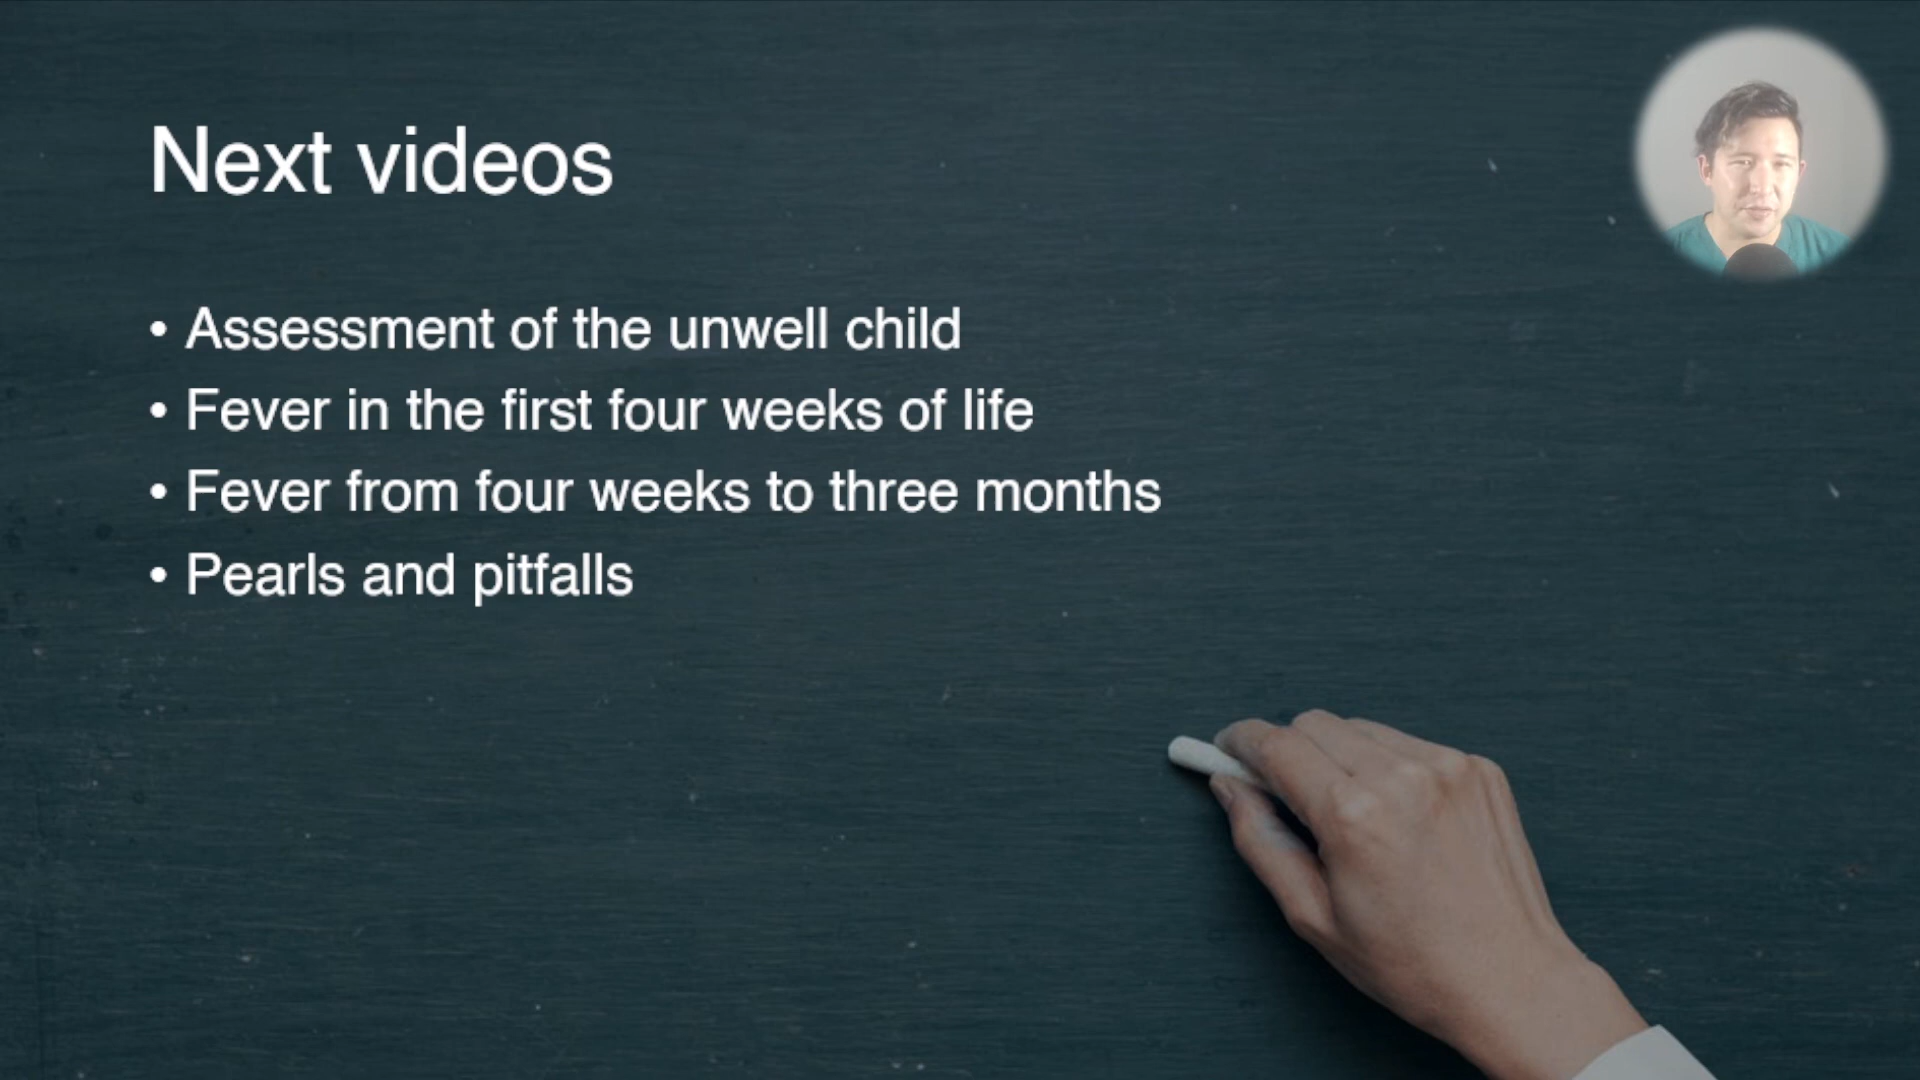 Next videos
• Assessment of the unwell child
• Fever in the first four weeks of life
• Fever from four weeks to three months
• Pearls and pitfalls